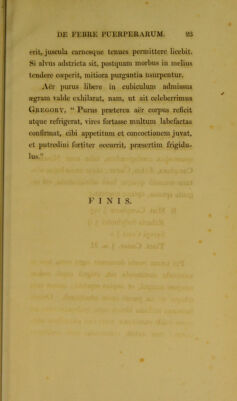 DE FEBRE PUERPERARUM. 25
erit, juscula carnesque tenues permittere licebit.
Si alvus adstricta sit, postquam morbus in melius
tendere cœperit, mitiora purgantia usurpentur.
Aër purus libere in cubiculum admissus
ægram valde exhilarat, nam, ut ait celeberrimus
GREGORY, “ Purus præterea aër corpus reficit
atque refrigerat, vires fortasse multum labefactas
confirmat, cibi appetitum et concoctionem juvat,
et putredini fortiter occurrit, præsertim frigidu-
lus.”
FINIS.